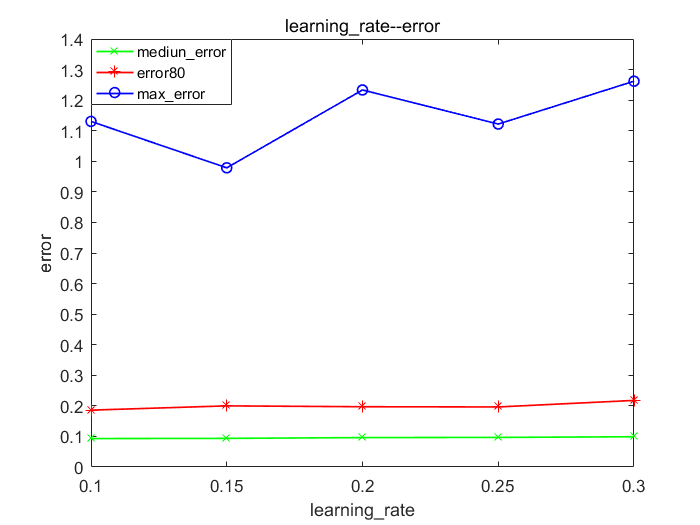 learning_rate--error
mediun_error
error80
max_error
1.4
1.3
1.2
1.1
1
0.9
0.8
0.7
0.6
0.5
0.4
0.3
0.2
0.1
0
error
0.1 0.15 0.2 0.25 0.3
learning_rate